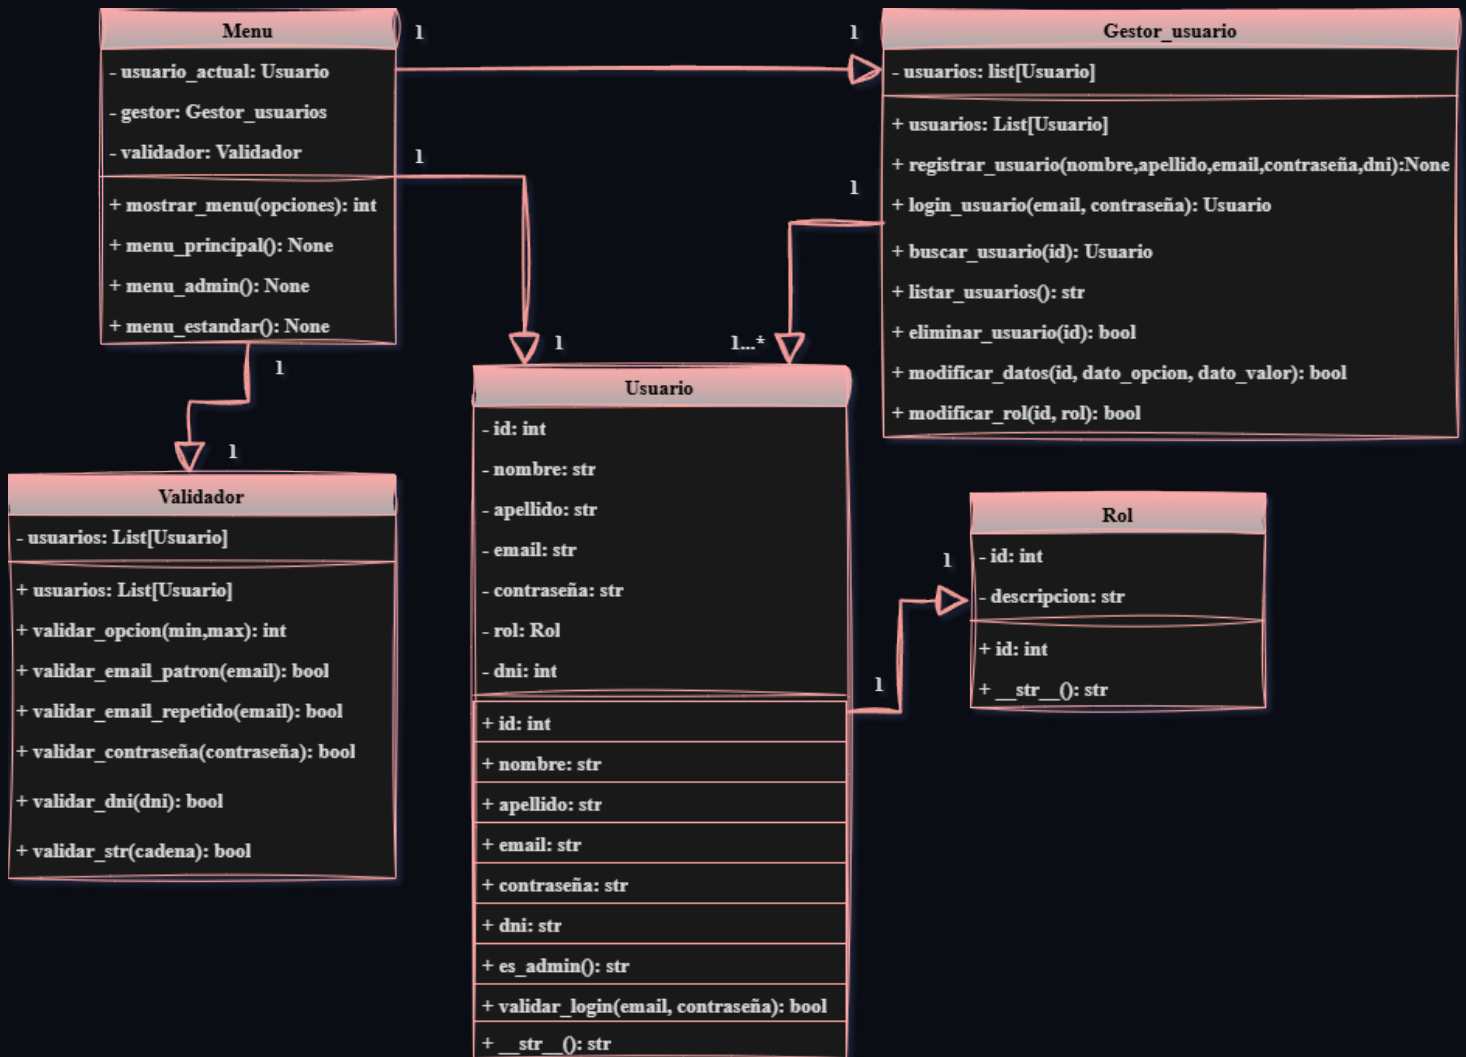 Menu
- usuario_actual: Usuario
- gestor: Gestor_usuarios
- validador: Validador
+ mostrar_menu(opciones): int
+ menu_principal(): None
+ menu_admin(): None
+ menu_estandar(): None
1
1
1
1
1
1
1
1...*
Gestor_usuario
- usuarios: list[Usuario]
+ usuarios: List[Usuario]
+ registrar_usuario(nombre,apellido,email,contraseña,dni):None
+ login_usuario(email, contraseña): Usuario
+ buscar_usuario(id): Usuario
+ listar_usuarios(): str
+ eliminar_usuario(id): bool
+ modificar_datos(id, dato_opcion, dato_valor): bool
+ modificar_rol(id, rol): bool
Validador
- usuarios: List[Usuario]
+ usuarios: List[Usuario]
+ validar_opcion(min,max): int
+ validar_email_patron(email): bool
+ validar_email_repetido(email): bool
+ validar_contraseña(contraseña): bool
+ validar_dni(dni): bool
+ validar_str(cadena): bool
Usuario
- id: int
- nombre: str
- apellido: str
- email: str
- contraseña: str
- rol: Rol
- dni: int
+ id: int
+ nombre: str
+ apellido: str
+ email: str
+ contraseña: str
+ dni: str
+ es_admin(): str
+ validar_login(email, contraseña): bool
+ __str__(): str
1
1
Rol
- id: int
- descripcion: str
+ id: int
+ __str__(): str